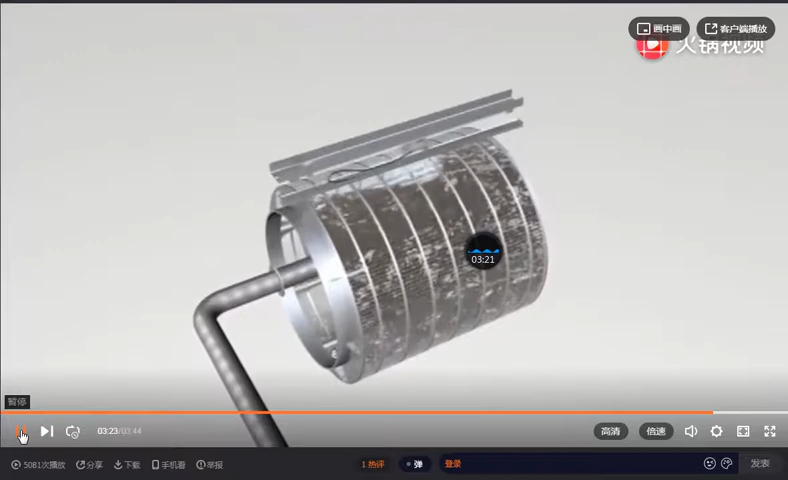 画中画
客户端播放
火锅视频
03:21
暂停
03:23/03:44
高清
倍速
5081次播放
分享
下载
手机看
举报
1热评
弹
登录
发表